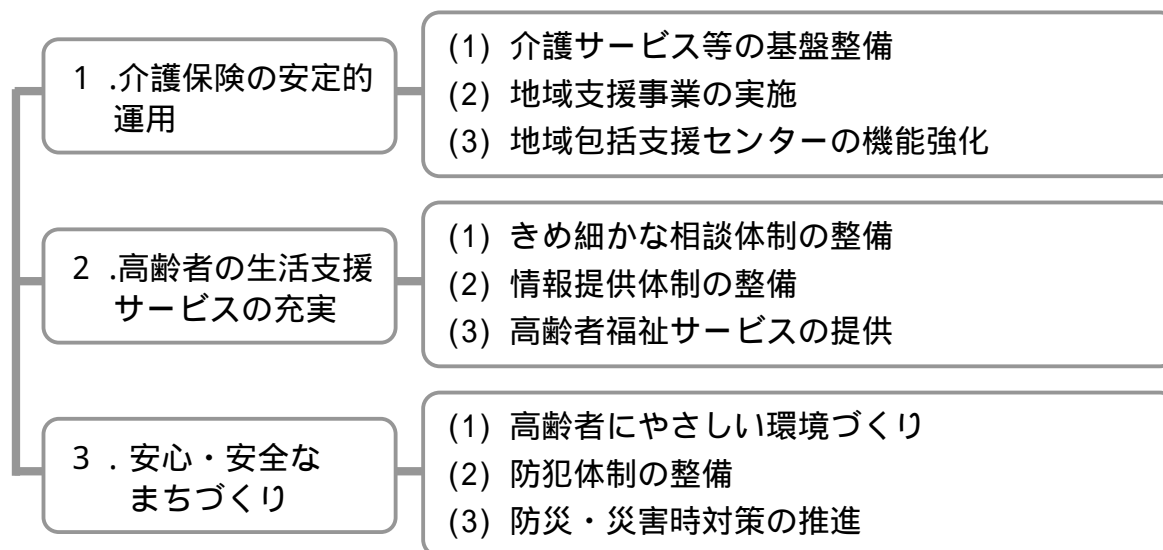 1 .介護保険の安定的
運用
(1) 介護サービス等の基盤整備
(2) 地域支援事業の実施
(3) 地域包括支援センターの機能強化
2 .高齢者の生活支援
サービスの充実
(1) きめ細かな相談体制の整備
(2) 情報提供体制の整備
(3) 高齢者福祉サービスの提供
3 . 安心・安全な
まちづくり
(1) 高齢者にやさしい環境づくり
(2) 防犯体制の整備
(3) 防災・災害時対策の推進